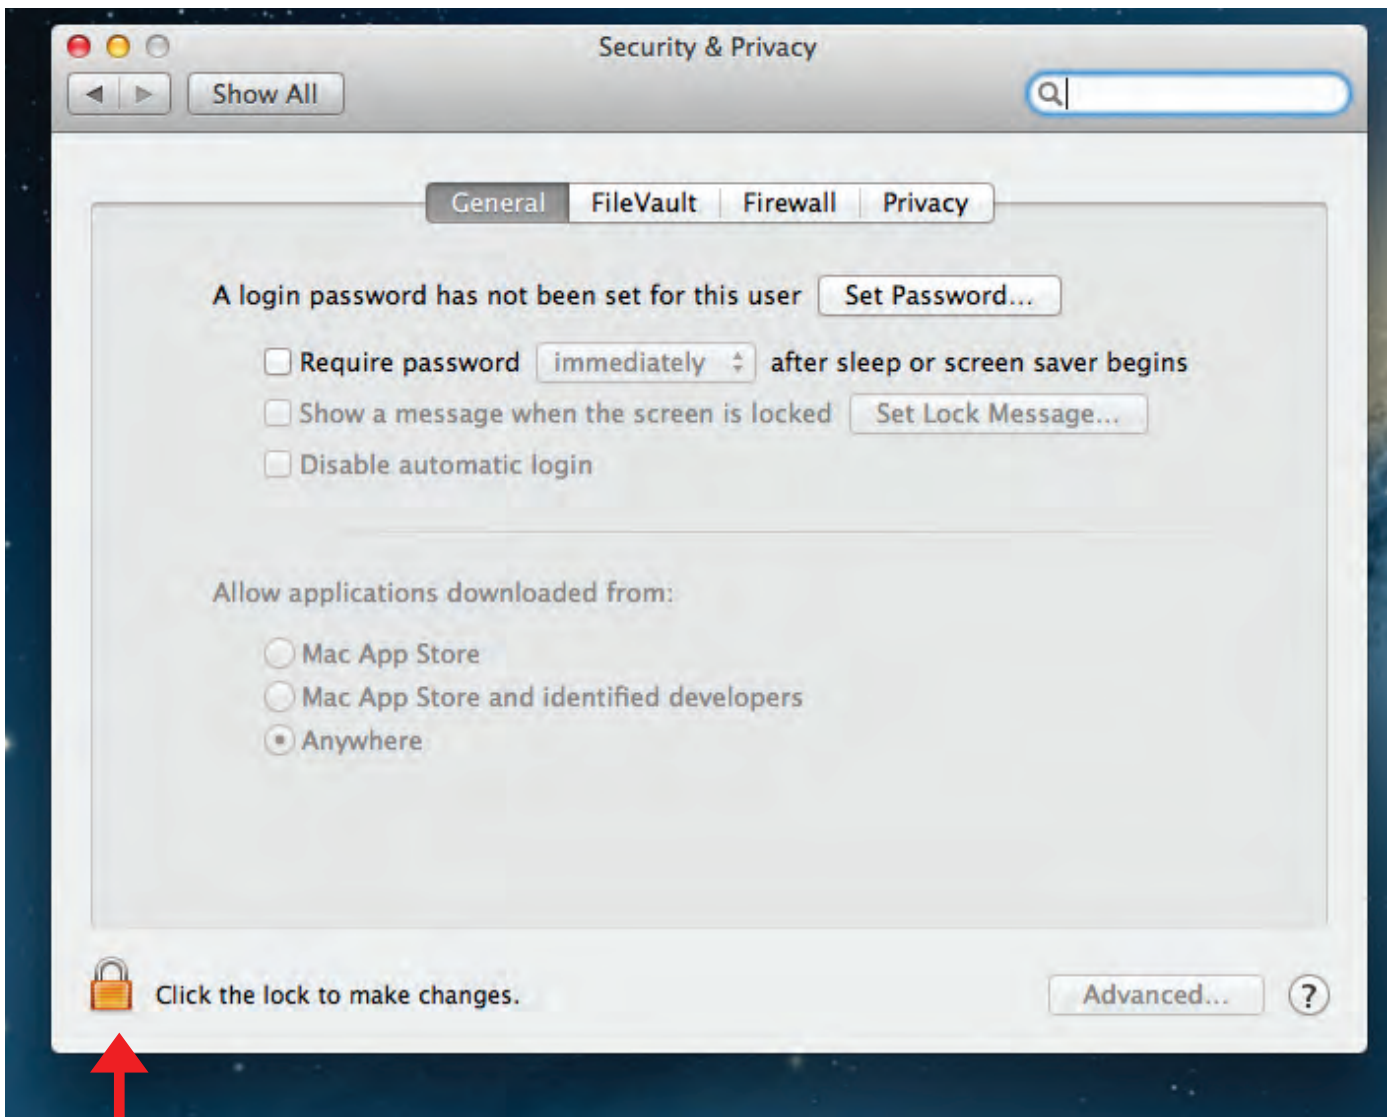 Security & Privacy
Show All
General FileVault Firewall Privacy
A login password has not been set for this user Set Password...
Require password immediately after sleep or screen saver begins
Show a message when the screen is locked Set Lock Message...
Disable automatic login
Allow applications downloaded from:
Mac App Store
Mac App Store and identified developers
Anywhere
Click the lock to make changes. Advanced... ?